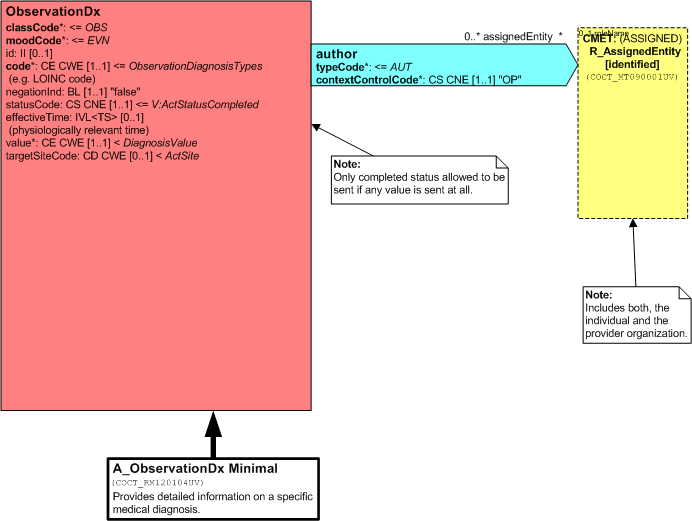 ObservationDx
classCode*: <= OBS
moodCode*: <= EVN
id: II [0..1]
code*: CE CWE [1..1] <= ObservationDiagnosisTypes
(e.g. LOINC code)
negationInd: BL [1..1] "false"
statusCode: CS CNE [1..1] <= V:ActStatusCompleted
effectiveTime: IVL<TS> [0..1]
(physiologically relevant time)
value*: CE CWE [1..1] < DiagnosisValue
targetSiteCode: CD CWE [0..1] < ActSite
0..* assignedEntity *
author
typeCode*: <= AUT
contextControlCode*: CS CNE [1..1] "OP"
0..1 roleName
CMET: (ASSIGNED)
R_AssignedEntity
[identified]
(COCT_MT090001UV)
Note:
Only completed status allowed to be
sent if any value is sent at all.
Note:
Includes both, the
individual and the
provider organization.
A_ObservationDx Minimal
(COCT_RM120104UV)
Provides detailed information on a specific
medical diagnosis.